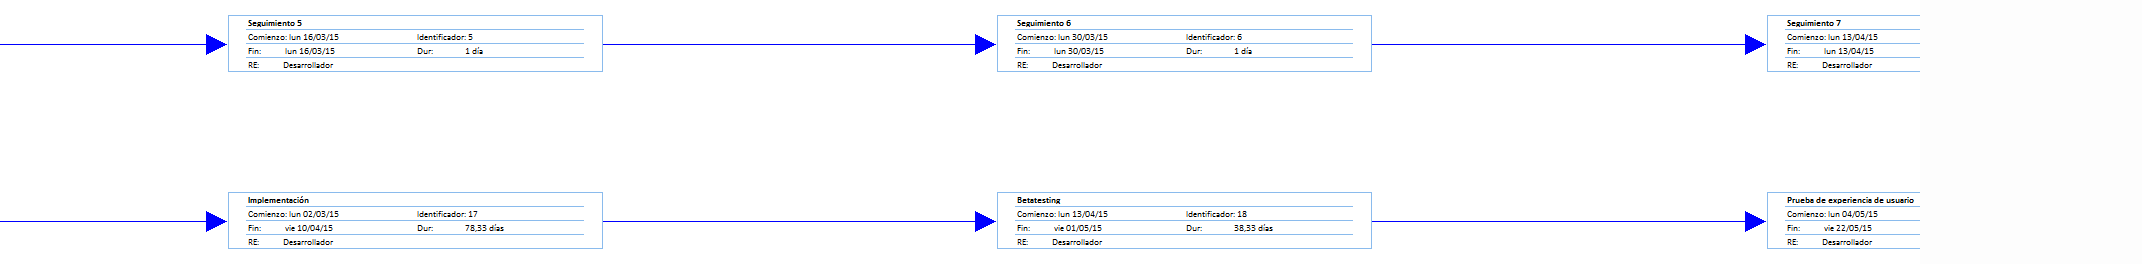 Seguimiento 5
Comienzo: lun 16/03/15 Identificador: 5
Fin: lun 16/03/15 Dur: 1 día
RE: Desarrollador
Seguimiento 6
Comienzo: lun 30/03/15 Identificador: 6
Fin: lun 30/03/15 Dur: 1 día
RE: Desarrollador
Seguimiento 7
Comienzo: lun 13/04/15
Fin: lun 13/04/15
RE: Desarrollador
Implementación
Comienzo: lun 02/03/15 Identificador: 17
Fin: vie 10/04/15 Dur: 78,33 días
RE: Desarrollador
Betatesting
Comienzo: lun 13/04/15 Identificador: 18
Fin: vie 01/05/15 Dur: 38,33 días
RE: Desarrollador
Prueba de experiencia de usuario
Comienzo: lun 04/05/15
Fin: vie 22/05/15
RE: Desarrollador